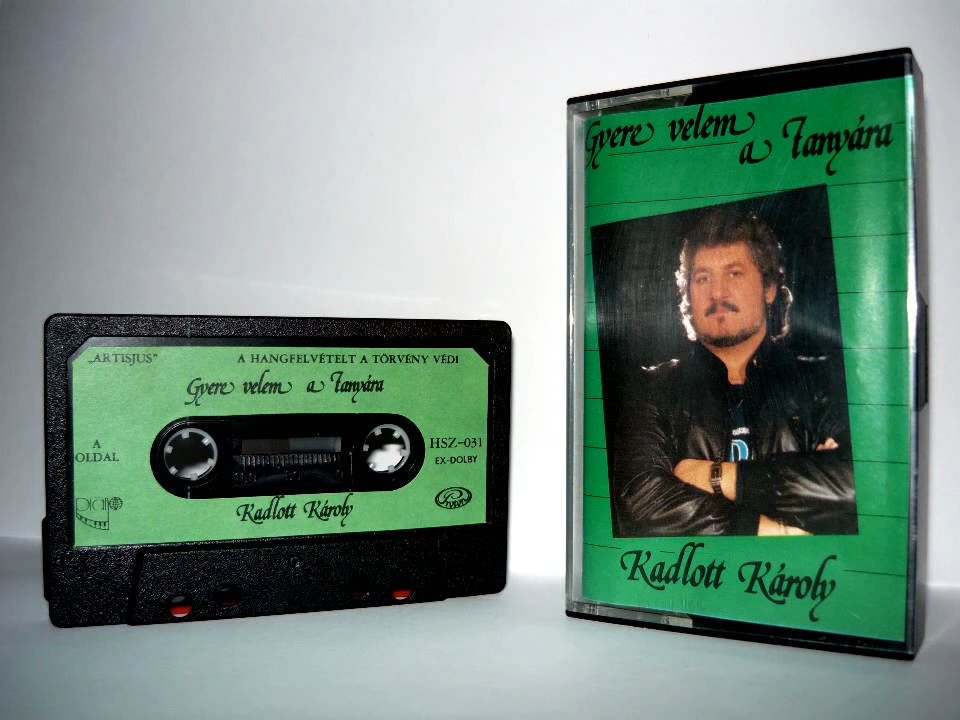 „ARTISJUS”
A HANGFELVÉTELT A TÖRVÉNY VÉDI
Gyere velem a Tanyára
A
OLDAL
HSZ-031
EX-DOLBY
Kadlott Károly
Gyere velem
a Tanyára
Kadlott Károly